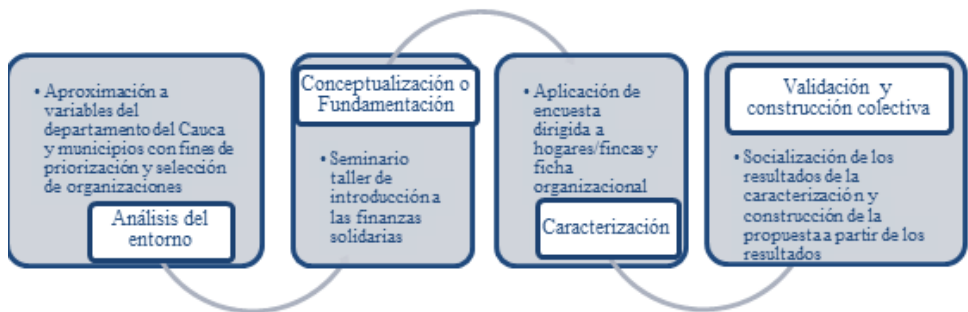 • Aproximación a
variables del
departamento del Cauca
y municipios con fines de
priorización y selección
de organizaciones
Análisis del
entorno
Conceptualización o
Fundamentación
• Seminario
taller de
introducción a
las finanzas
solidarias
• Aplicación de
encuesta
dirigida a
hogares/fincas y
ficha
organizacional
Caracterización
Validación y
construcción colectiva
• Socialización de los
resultados de la
caracterización y
construcción de la
propuesta a partir de los
resultados